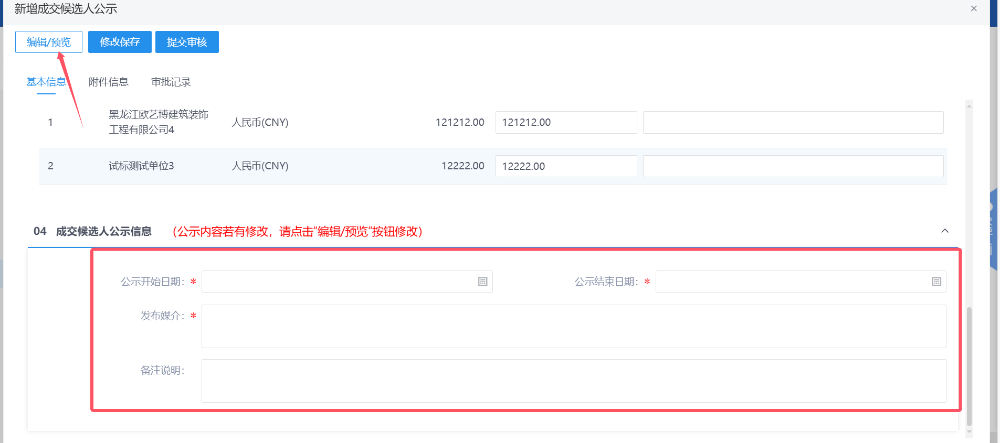 新增成交候选人公示
编辑/预览 修改保存 提交审核
基本信息 附件信息 审批记录
1 黑龙江欧艺博建筑装饰工程有限公司4 人民币(CNY) 121212.00 121212.00
2 试标测试单位3 人民币(CNY) 12222.00 12222.00
04 成交候选人公示信息 （公示内容若有修改，请点击“编辑/预览”按钮修改）
公示开始日期：* 公示结束日期：*
发布媒介：*
备注说明：